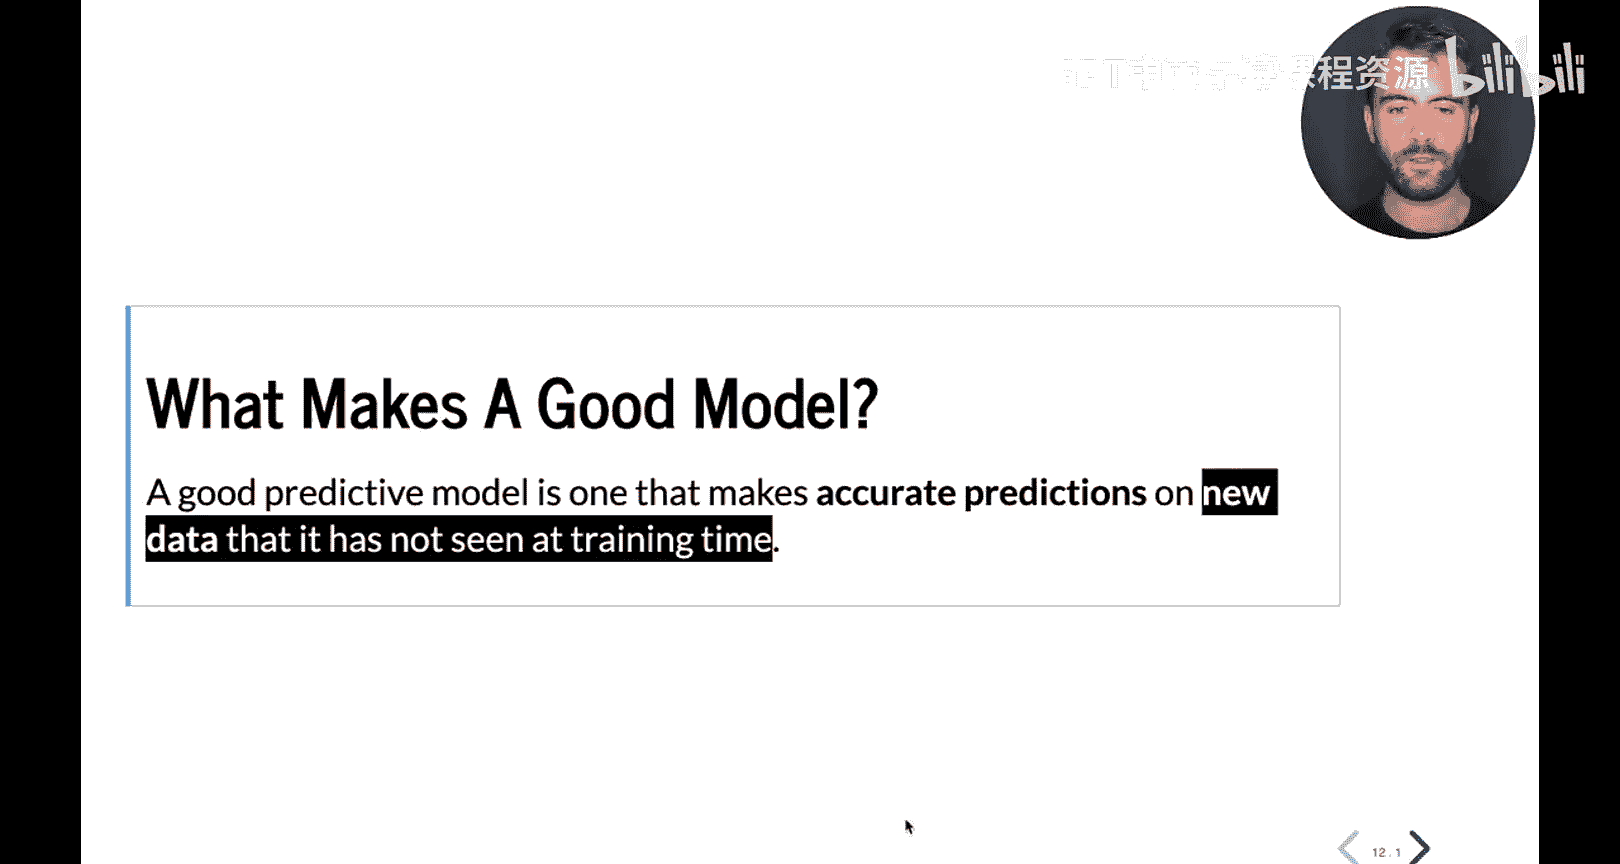 课程资源 bilibili
What Makes A Good Model?
A good predictive model is one that makes accurate predictions on new
data that it has not seen at training time.
12.1